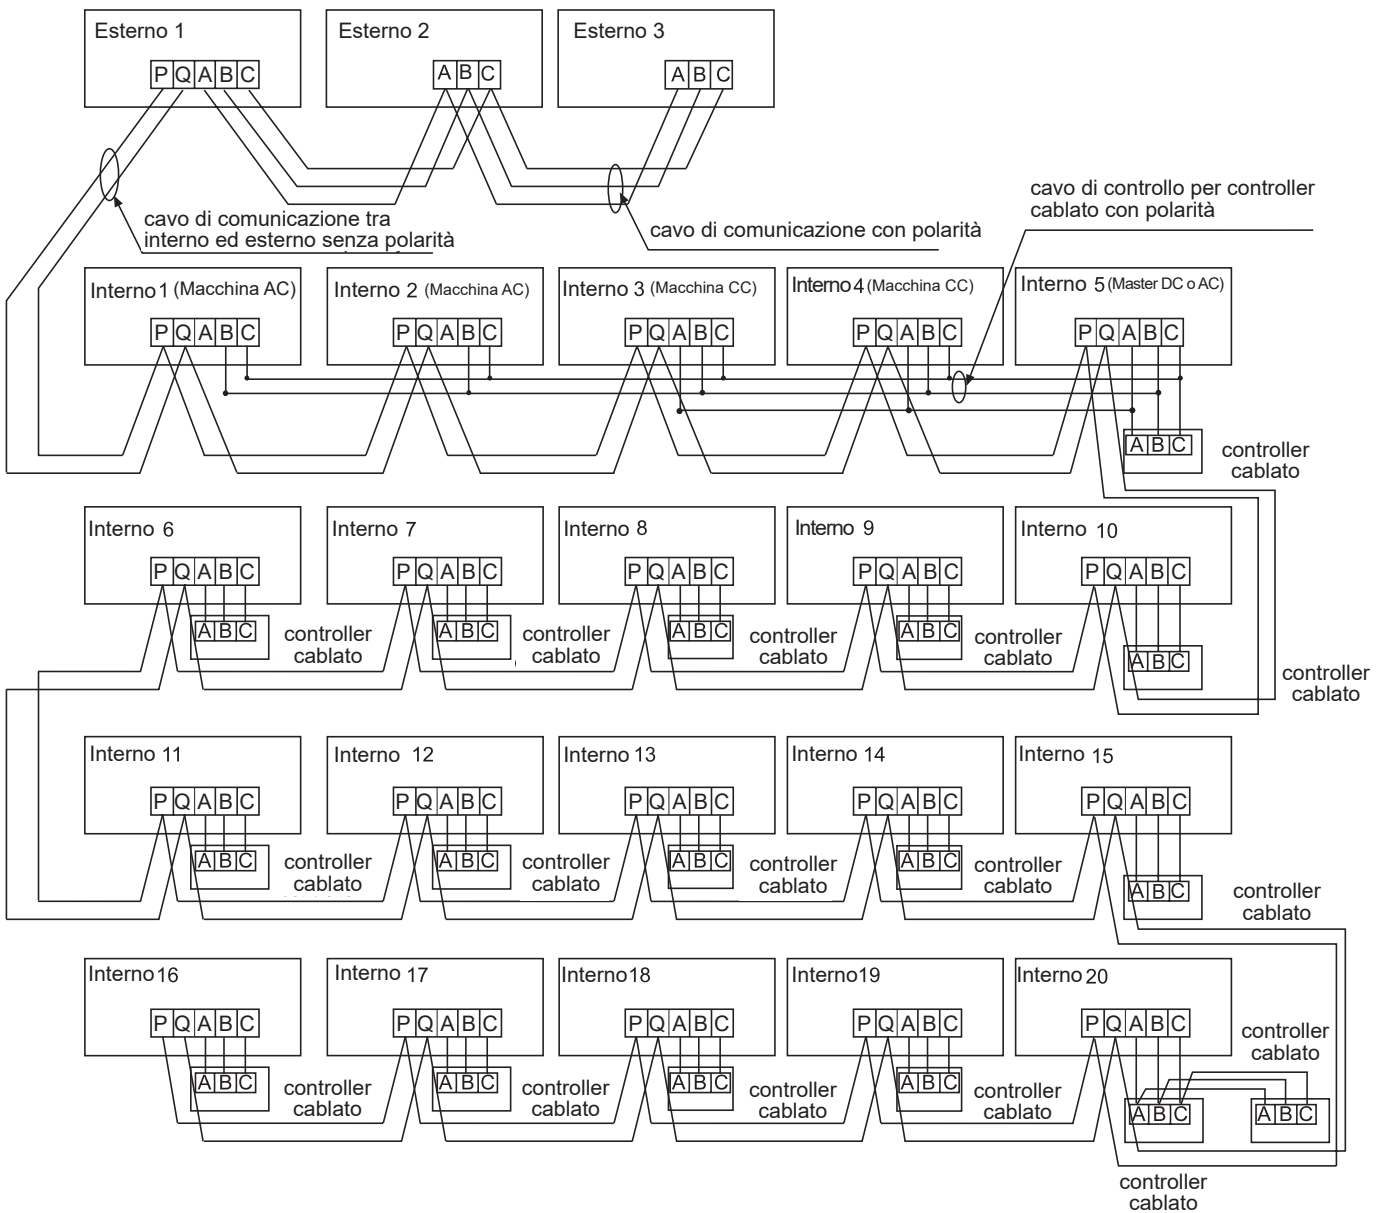 Esterno 1
Esterno 2
Esterno 3
P Q A B C
A B C
A B C
cavo di comunicazione tra
interno ed esterno senza polarità
cavo di comunicazione con polarità
cavo di controllo per controller
cablato con polarità
Interno 1 (Macchina AC)
Interno 2 (Macchina AC)
Interno 3 (Macchina CC)
Interno 4 (Macchina CC)
Interno 5 (Master DC o AC)
P Q A B C
P Q A B C
P Q A B C
P Q A B C
P Q A B C
A B C
controller
cablato
Interno 6
Interno 7
Interno 8
Interno 9
Interno 10
P Q A B C
P Q A B C
P Q A B C
P Q A B C
P Q A B C
A B C
controller
cablato
A B C
controller
cablato
A B C
controller
cablato
A B C
controller
cablato
A B C
controller
cablato
Interno 11
Interno 12
Interno 13
Interno 14
Interno 15
P Q A B C
P Q A B C
P Q A B C
P Q A B C
P Q A B C
A B C
controller
cablato
A B C
controller
cablato
A B C
controller
cablato
A B C
controller
cablato
A B C
controller
cablato
Interno 16
Interno 17
Interno 18
Interno 19
Interno 20
P Q A B C
P Q A B C
P Q A B C
P Q A B C
P Q A B C
A B C
controller
cablato
A B C
controller
cablato
A B C
controller
cablato
A B C
controller
cablato
controller
cablato
A B C
A B C
controller
cablato